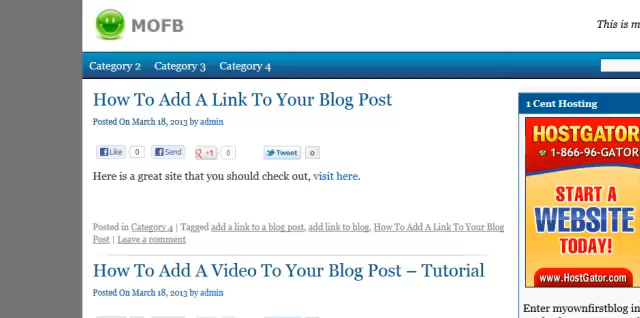 MOFB
This is m
Category 2 Category 3 Category 4
How To Add A Link To Your Blog Post
Posted On March 18, 2013 by admin
Like 0 Send +1 0 Tweet 0
Here is a great site that you should check out, visit here.
Posted in Category 4 | Tagged add a link to a blog post, add link to blog, How To Add A Link To Your Blog
Post | Leave a comment
How To Add A Video To Your Blog Post – Tutorial
Posted On March 18, 2013 by admin
1 Cent Hosting
HOSTGATOR
1-866-96-GATOR
START A
WEBSITE
TODAY!
www.HostGator.com
Enter myownfirstblog in